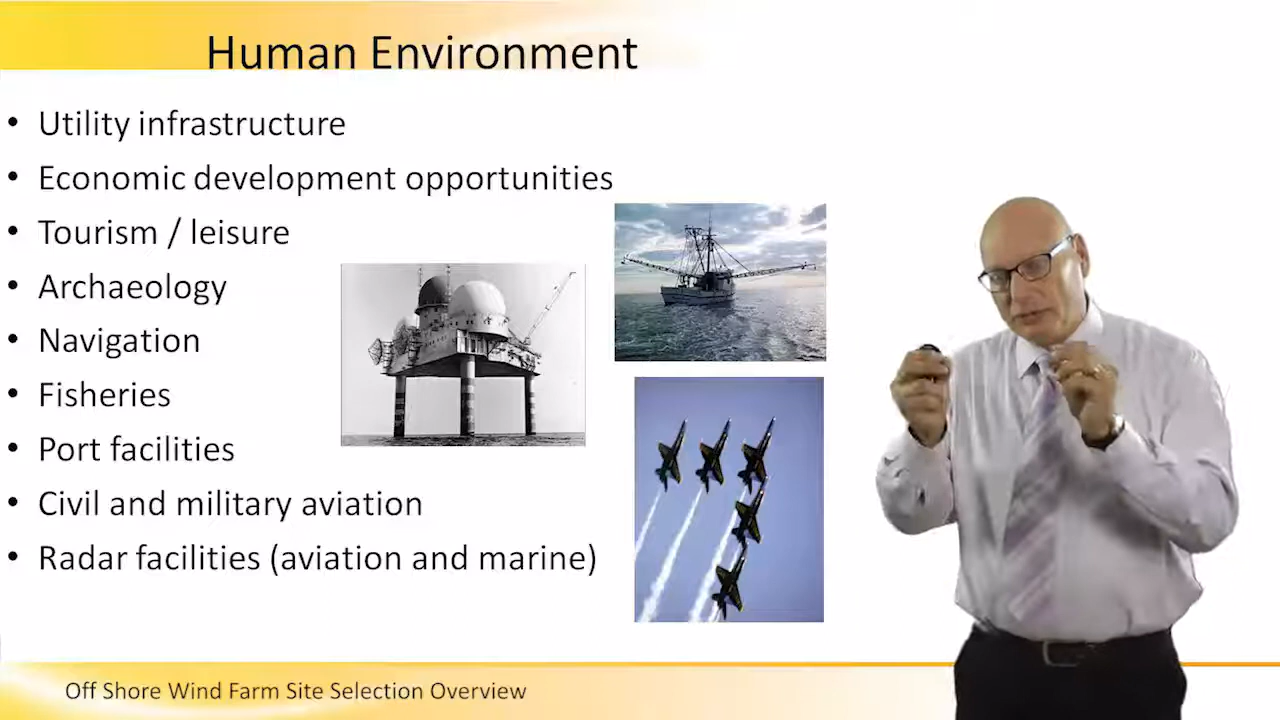 Human Environment
• Utility infrastructure
• Economic development opportunities
• Tourism / leisure
• Archaeology
• Navigation
• Fisheries
• Port facilities
• Civil and military aviation
• Radar facilities (aviation and marine)
Off Shore Wind Farm Site Selection Overview